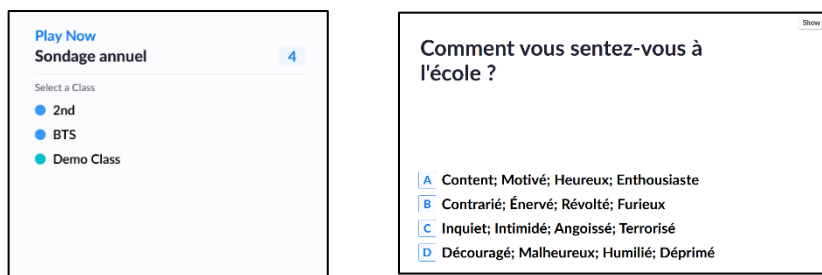 Play Now
Sondage annuel 4
Select a Class
2nd
BTS
Demo Class
Show
Comment vous sentez-vous à
l'école ?
A Content; Motivé; Heureux; Enthousiaste
B Contrarié; Énervé; Révolté; Furieux
C Inquiet; Intimidé; Angoissé; Terrorisé
D Découragé; Malheureux; Humilié; Déprimé